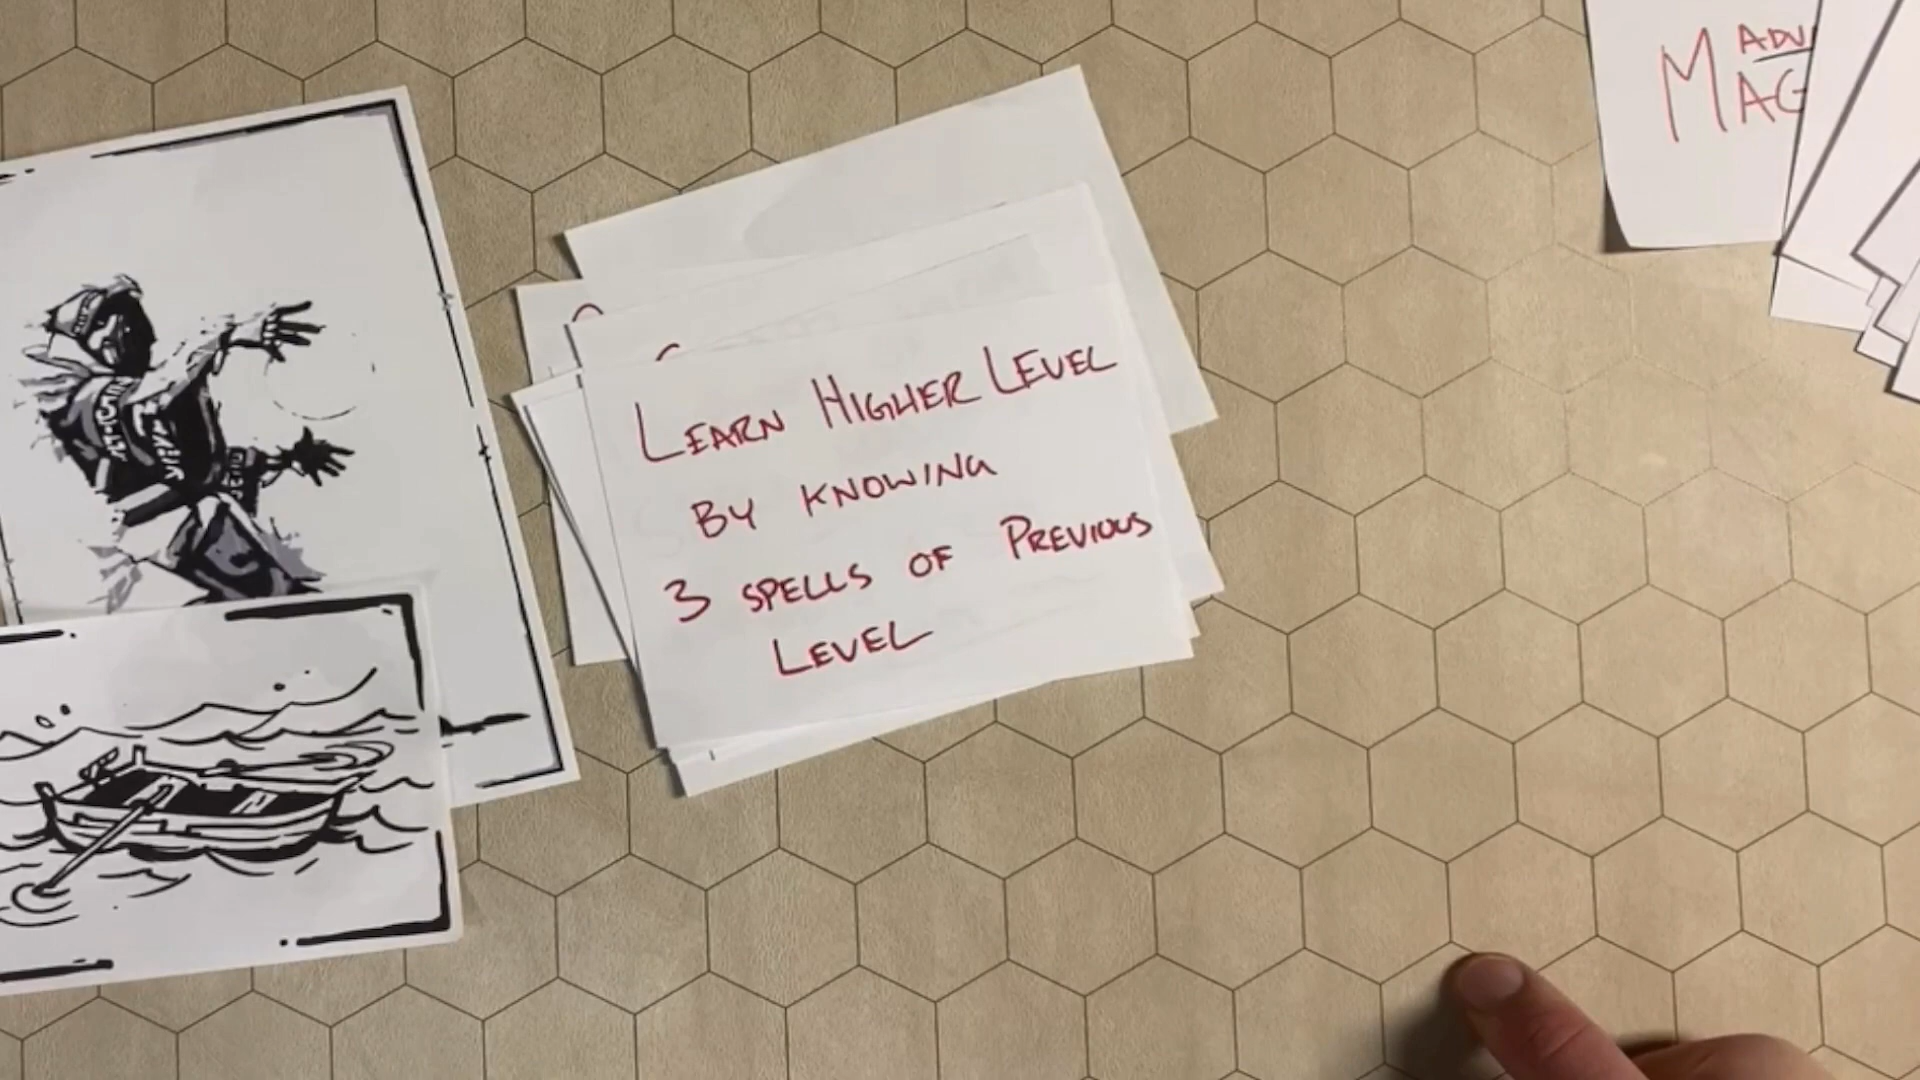 LEARN HIGHER LEVEL
BY KNOWING
3 SPELLS OF PREVIOUS
LEVEL